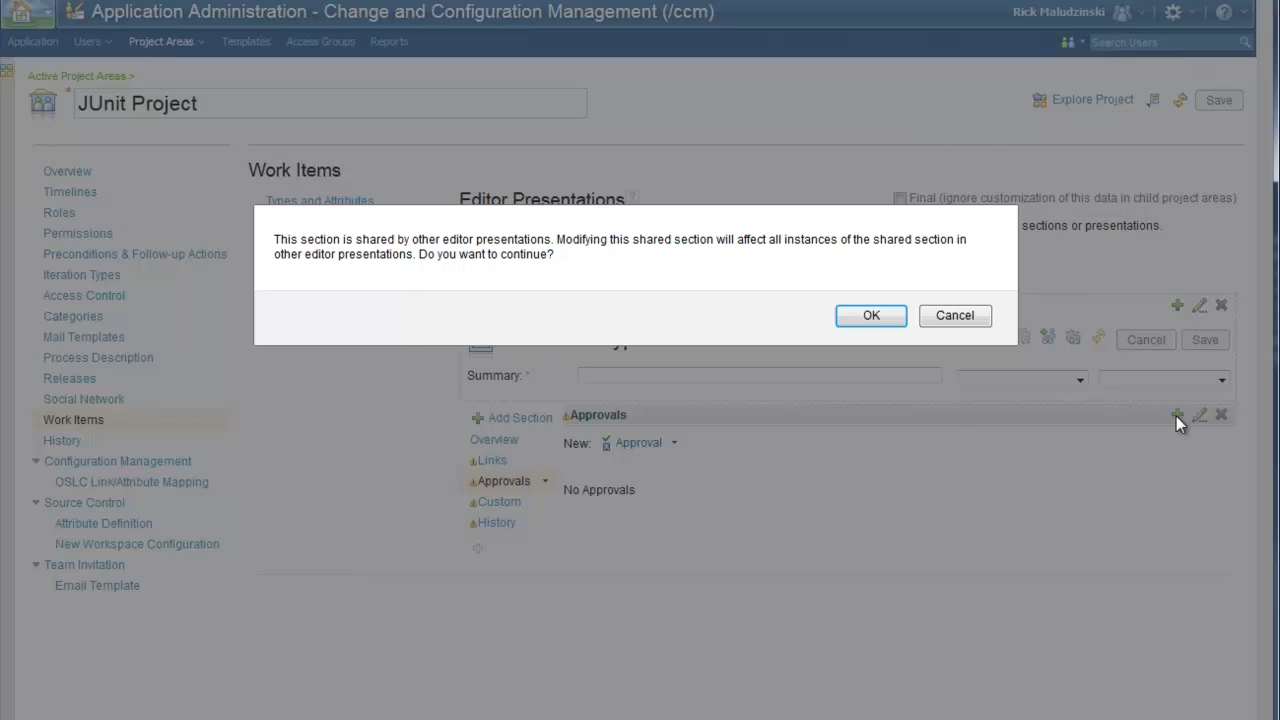 Application Administration - Change and Configuration Management (/ccm)
Rick Maludzinski
Application Users Project Areas Templates Access Groups Reports
Search Users
Active Project Areas >
* JUnit Project
Explore Project
Save
Work Items
Overview
Timelines
Roles
Permissions
Preconditions & Follow-up Actions
Iteration Types
Access Control
Categories
Mail Templates
Process Description
Releases
Social Network
Work Items
History
Configuration Management
OSLC Link/Attribute Mapping
Source Control
Attribute Definition
New Workspace Configuration
Team Invitation
Email Template
Types and Attributes
Editor Presentations ?
Final (ignore customization of this data in child project areas)
sections or presentations.
This section is shared by other editor presentations. Modifying this shared section will affect all instances of the shared section in
other editor presentations. Do you want to continue?
OK
Cancel
Cancel
Save
Summary: *
Add Section
Overview
Links
Approvals
Custom
History
Approvals
New: Approval
No Approvals